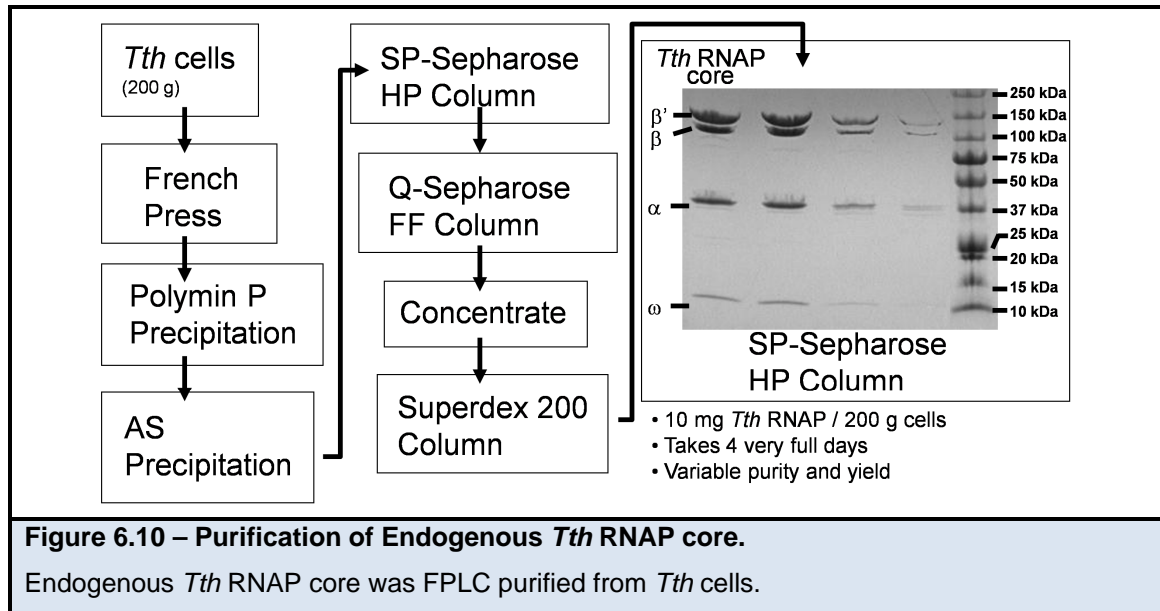 Tth cells
(200 g)
French
Press
Polymin P
Precipitation
AS
Precipitation
SP-Sepharose
HP Column
Q-Sepharose
FF Column
Concentrate
Superdex 200
Column
Tth RNAP
core
β’
β
α
ω
250 kDa
150 kDa
100 kDa
75 kDa
50 kDa
37 kDa
25 kDa
20 kDa
15 kDa
10 kDa
SP-Sepharose
HP Column
• 10 mg Tth RNAP / 200 g cells
• Takes 4 very full days
• Variable purity and yield
Figure 6.10 – Purification of Endogenous Tth RNAP core.
Endogenous Tth RNAP core was FPLC purified from Tth cells.